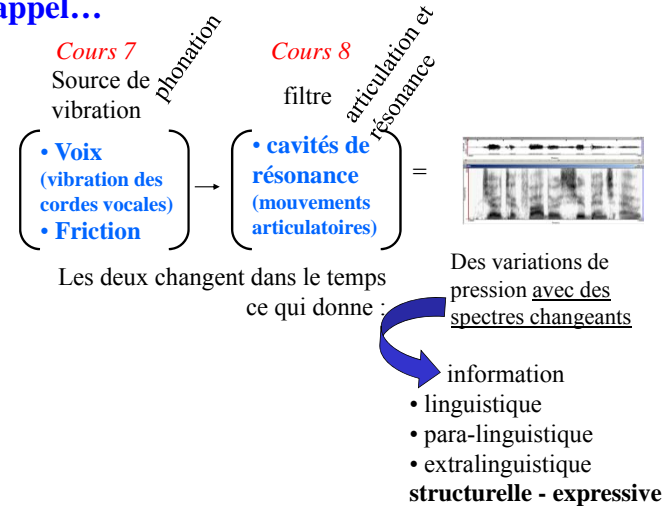 appel…
Cours 7
phonation
Source de
vibration
Cours 8
articulation et
résonance
filtre
• Voix
(vibration des
cordes vocales)
• Friction
• cavités de
résonance
(mouvements
articulatoires)
=
Les deux changent dans le temps
ce qui donne :
Des variations de
pression avec des
spectres changeants
information
• linguistique
• para-linguistique
• extralinguistique
structurelle - expressive